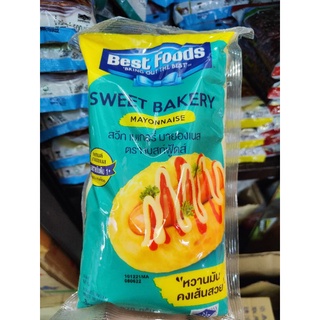 Best Foods
"BRING OUT THE BEST"
SWEET BAKERY
MAYONNAISE
สวีท เบเกอรี่ มายองเนส
ตรา เบสท์ฟู้ดส์
"หวานมัน
คงเส้นสวย"